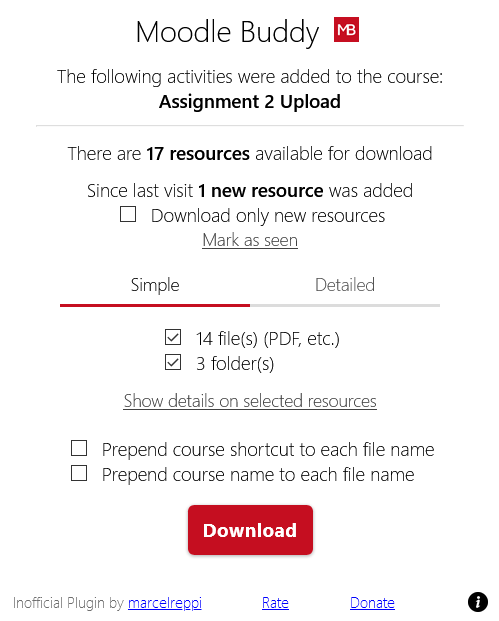 Moodle Buddy MB
The following activities were added to the course:
Assignment 2 Upload
There are 17 resources available for download
Since last visit 1 new resource was added
Download only new resources
Mark as seen
Simple Detailed
14 file(s) (PDF, etc.)
3 folder(s)
Show details on selected resources
Prepend course shortcut to each file name
Prepend course name to each file name
Download
Inofficial Plugin by marcelreppi Rate Donate i